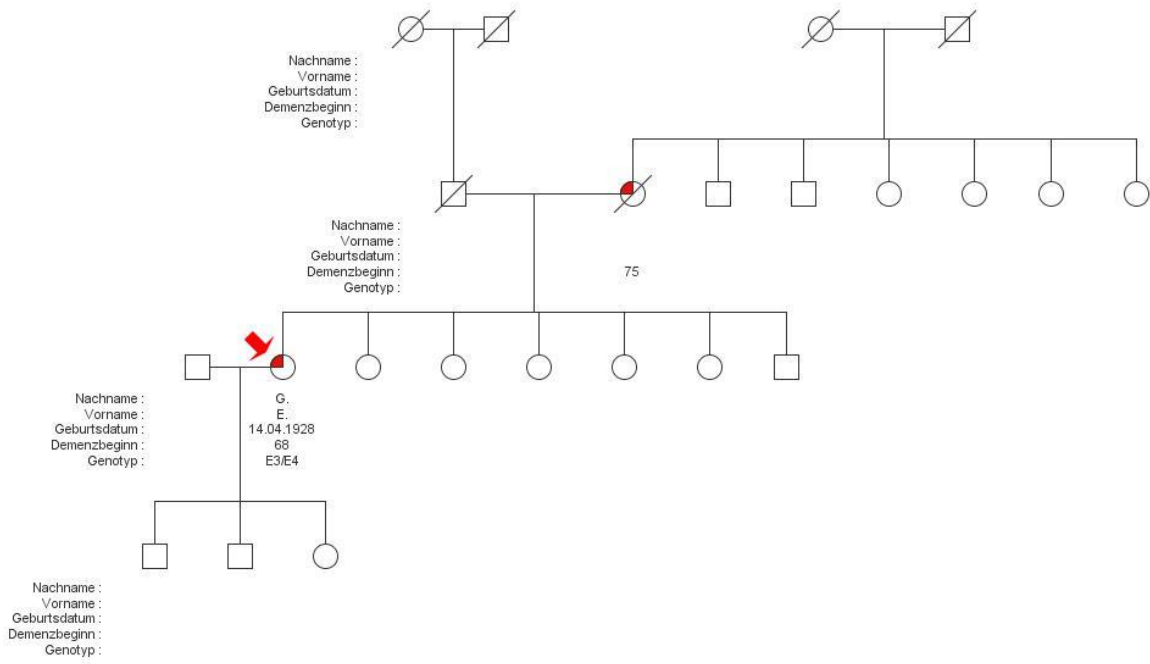 Nachname :
Vorname :
Geburtsdatum :
Demenzbeginn :
Genotyp :
Nachname :
Vorname :
Geburtsdatum :
Demenzbeginn : 75
Genotyp :
Nachname : G.
Vorname : E.
Geburtsdatum : 14.04.1928
Demenzbeginn : 68
Genotyp : E3/E4
Nachname :
Vorname :
Geburtsdatum :
Demenzbeginn :
Genotyp :